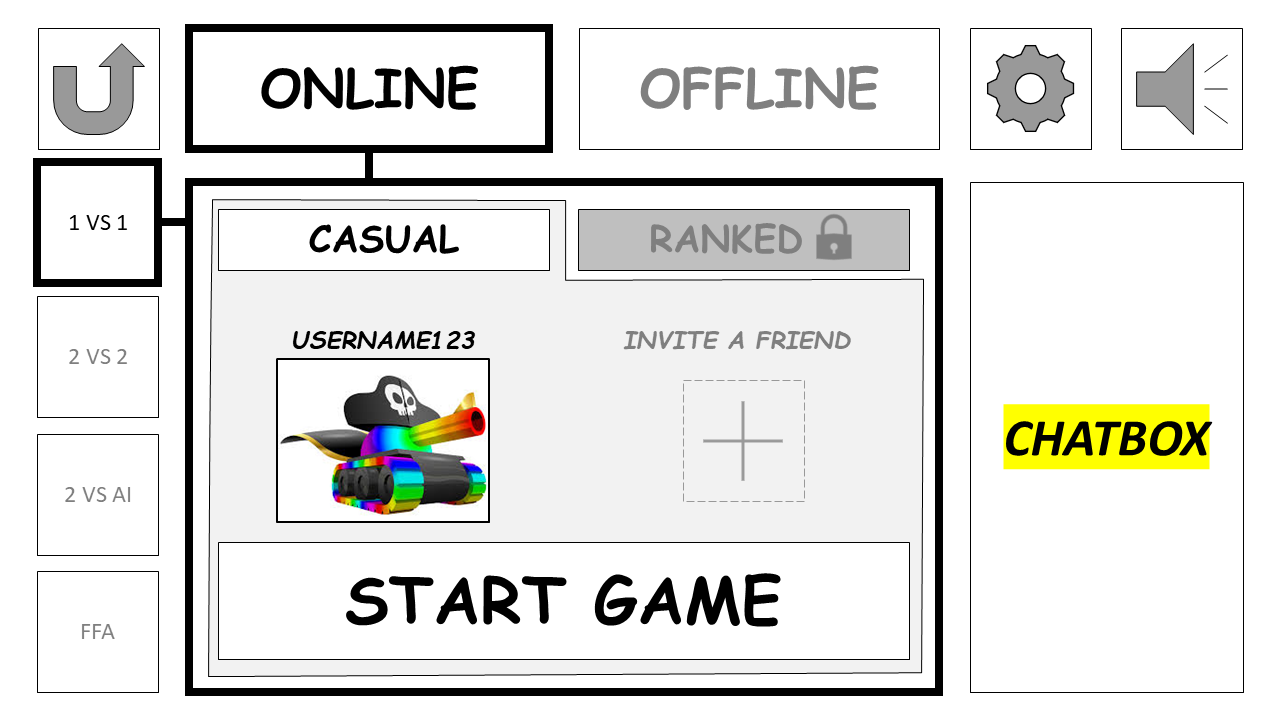 ONLINE
OFFLINE
1 VS 1
CASUAL
RANKED
2 VS 2
USERNAME123
INVITE A FRIEND
CHATBOX
2 VS AI
START GAME
FFA